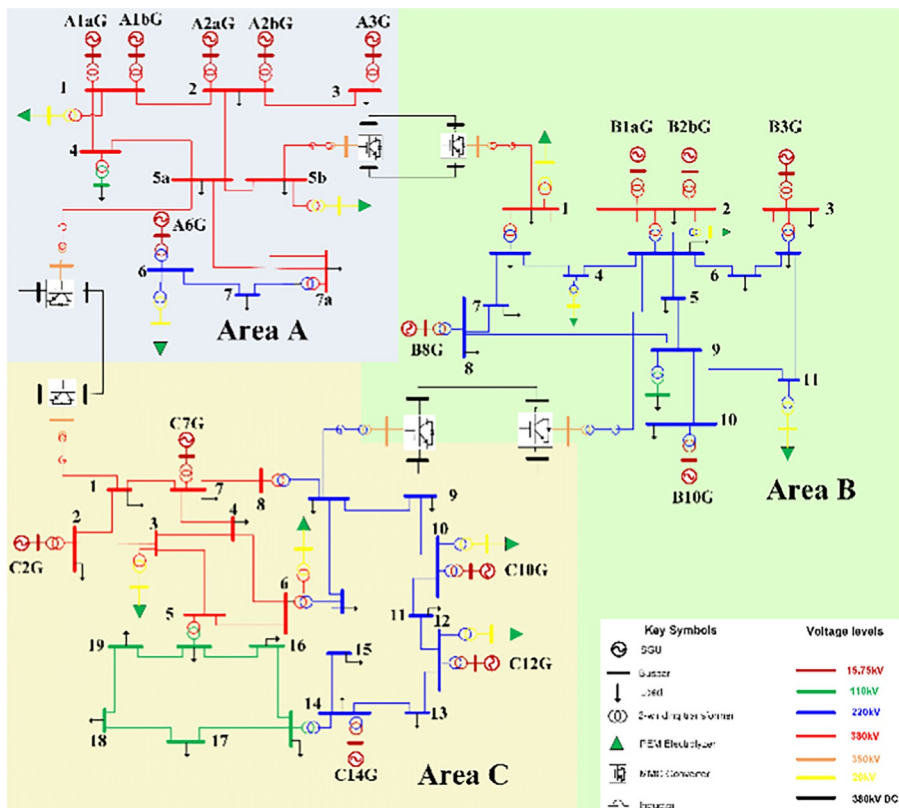 A1aG A1bG A2aG A2bG A3G
1 2 3
4
5a 5b
A6G
6
7 7a
Area A
B1aG B2bG B3G
1 2 3
4 6
5
7
B8G
8
9
11
10
B10G
Area B
C7G
1 7 8
2 4
3
C2G
9
10
C10G
6
5
11
12
C12G
19 16 15
14
13
18 17
C14G
Area C
Key Symbols
SGU
Busbar
Load
2-winding transformer
PEM Electrolyzer
MMC Converter
Voltage levels
15.75kV
110kV
220kV
380kV
350kV
20kV
380kV DC